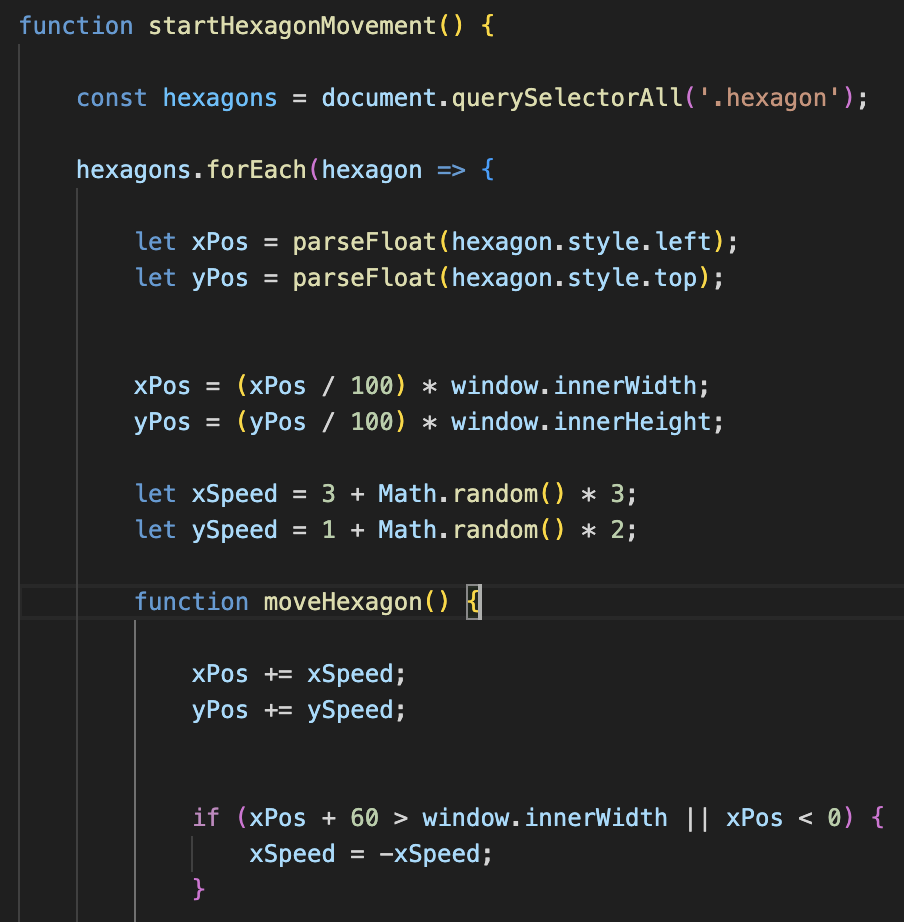 function startHexagonMovement() {
const hexagons = document.querySelectorAll('.hexagon');
hexagons.forEach(hexagon => {
let xPos = parseFloat(hexagon.style.left);
let yPos = parseFloat(hexagon.style.top);
xPos = (xPos / 100) * window.innerWidth;
yPos = (yPos / 100) * window.innerHeight;
let xSpeed = 3 + Math.random() * 3;
let ySpeed = 1 + Math.random() * 2;
function moveHexagon() {
xPos += xSpeed;
yPos += ySpeed;
if (xPos + 60 > window.innerWidth || xPos < 0) {
xSpeed = -xSpeed;
}